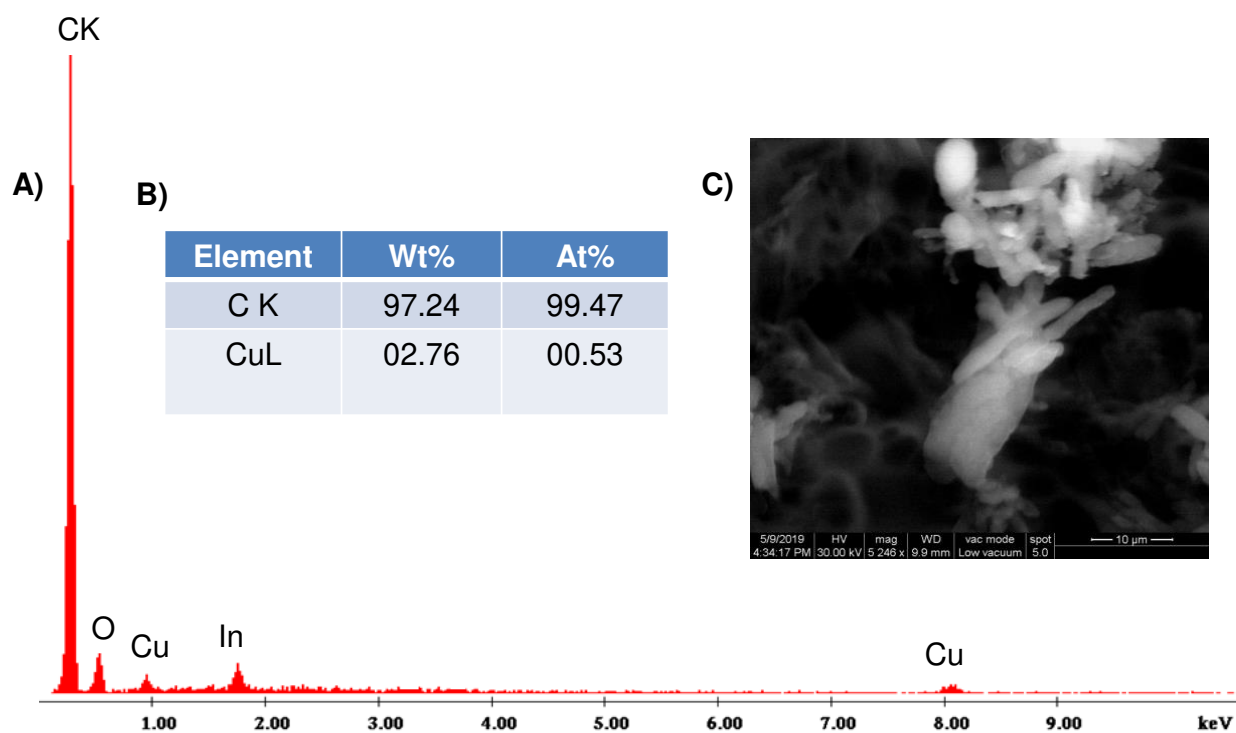 CK
A)
B)
C)
Element Wt% At%
C K 97.24 99.47
CuL 02.76 00.53
5/9/2019 HV mag WD vac mode spot
4:34:17 PM 30.00 kV 5 246 x 9.9 mm Low vacuum 5.0 10 µm
O Cu In Cu
1.00 2.00 3.00 4.00 5.00 6.00 7.00 8.00 9.00 keV